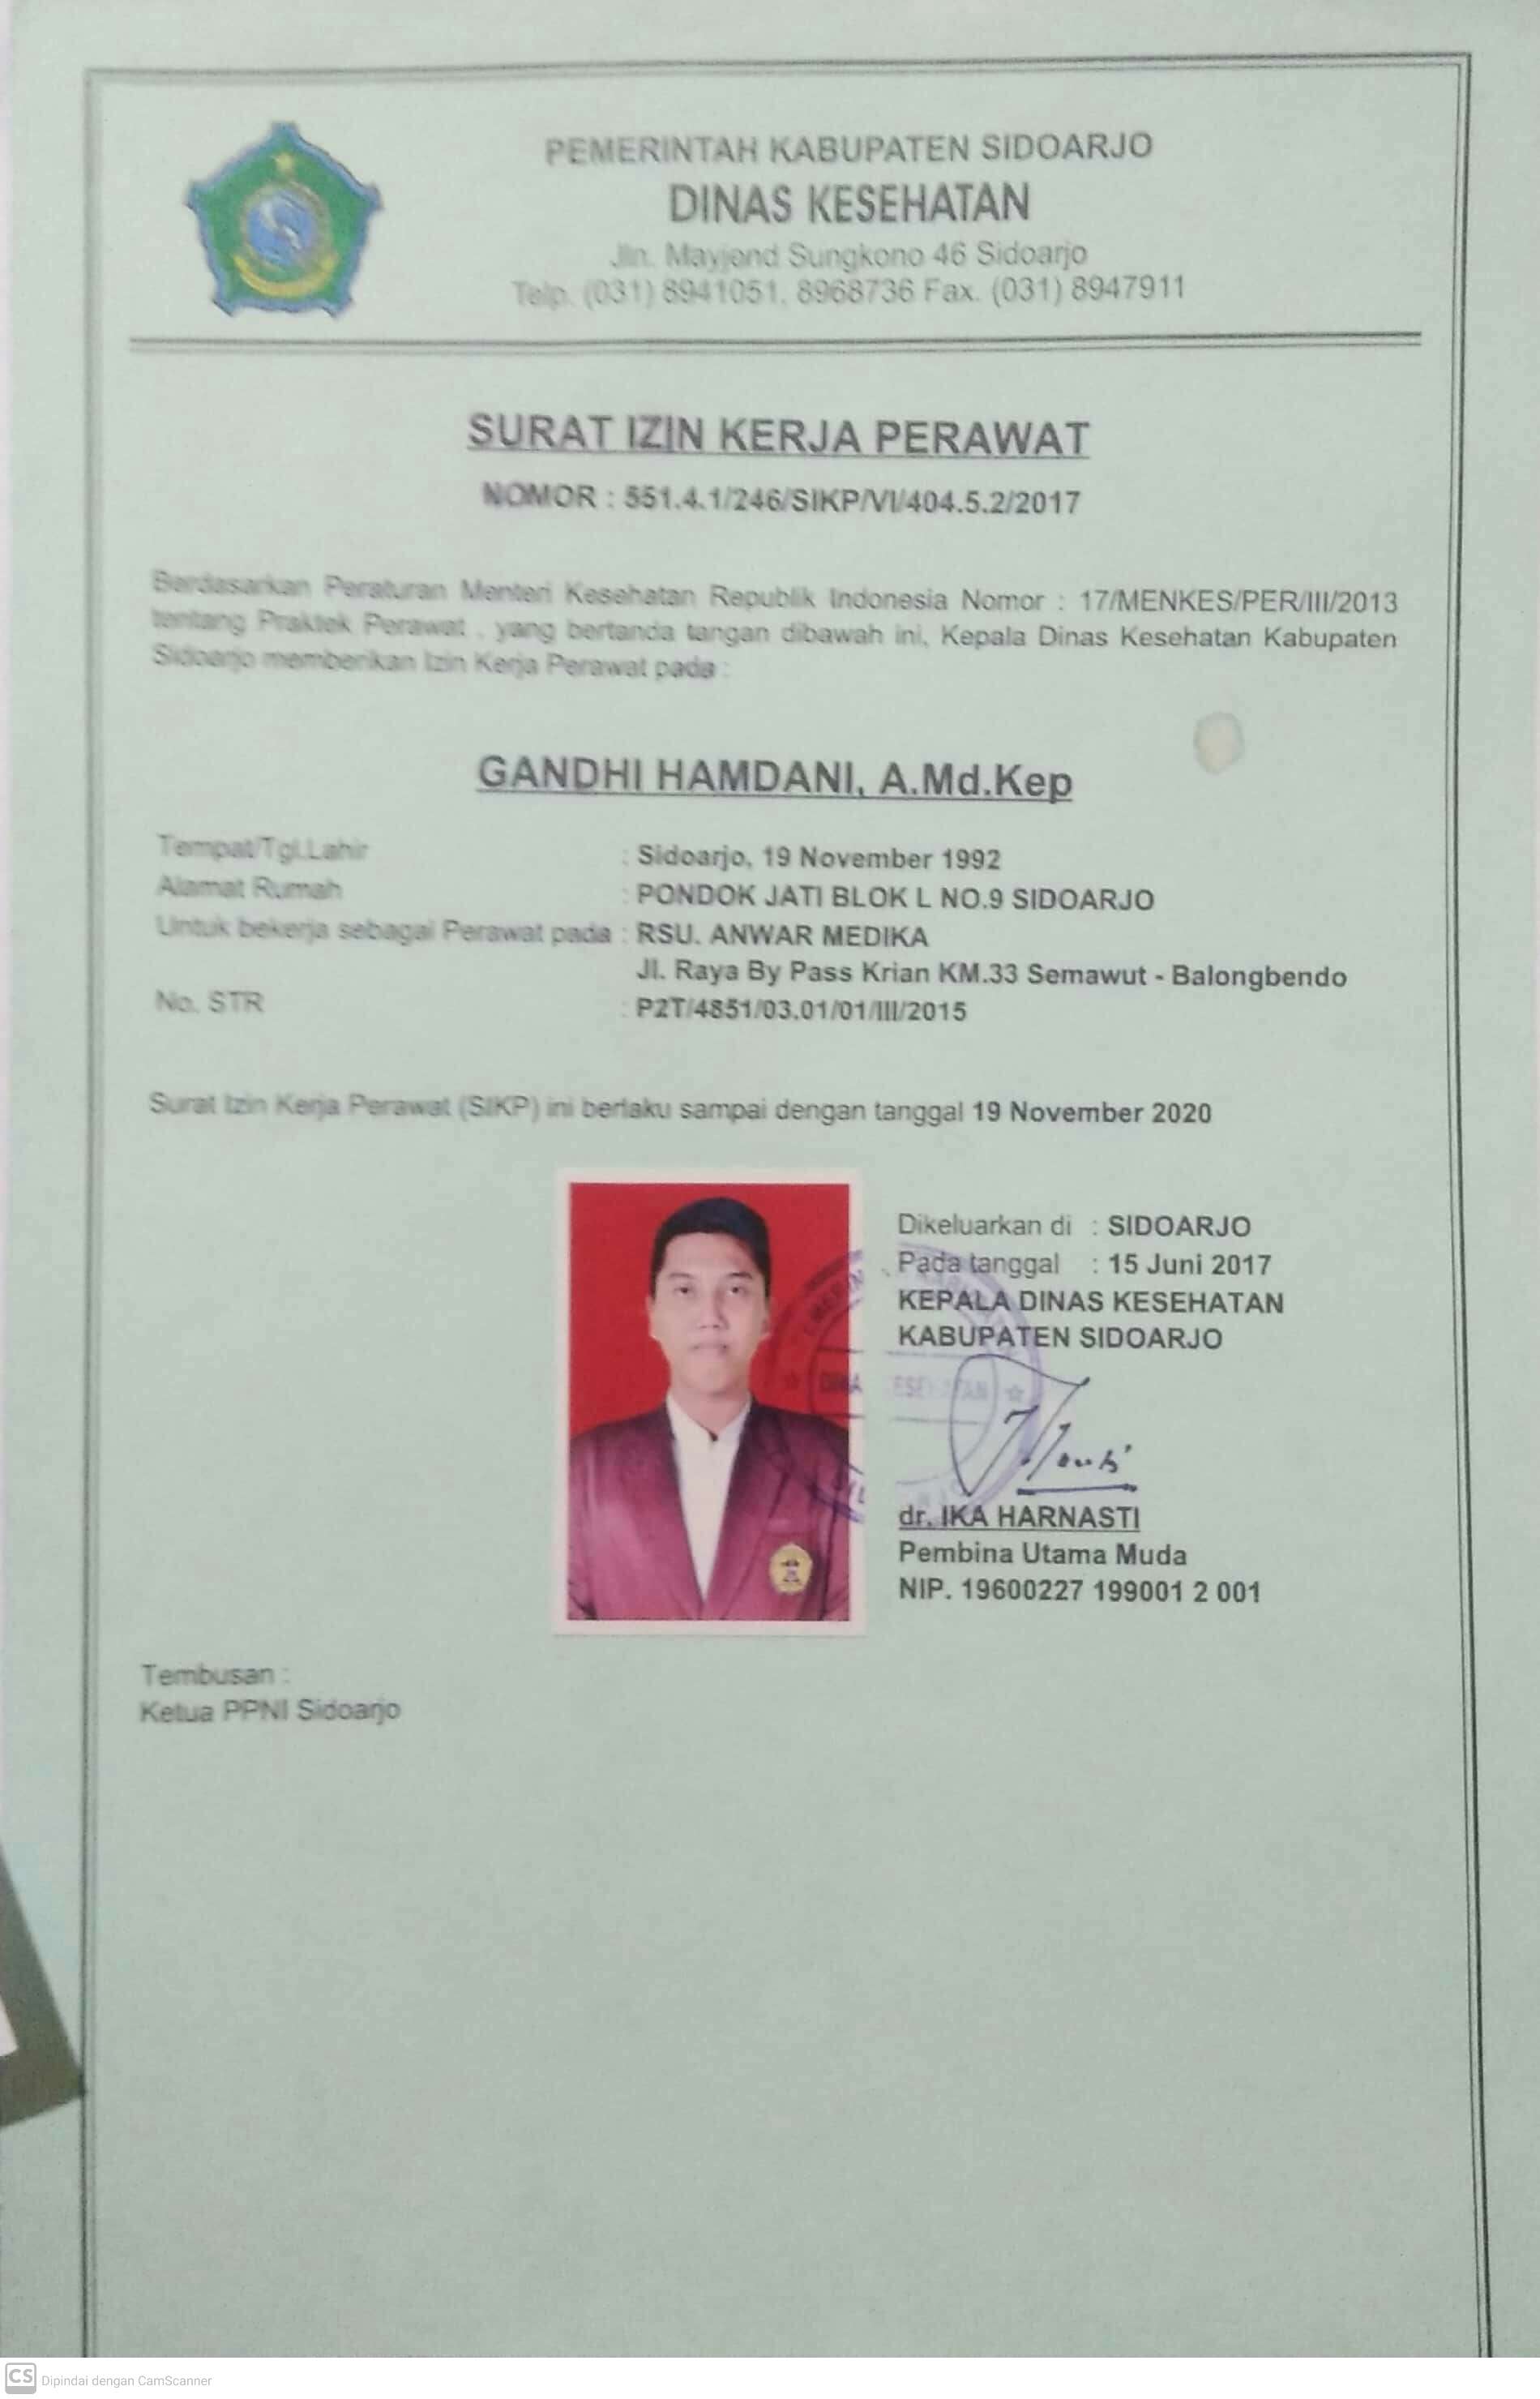 PEMERINTAH KABUPATEN SIDOARJO
DINAS KESEHATAN
Jln. Mayjend Sungkono 46 Sidoarjo
Telp. (031) 8941051, 8968736 Fax. (031) 8947911
SURAT IZIN KERJA PERAWAT
NOMOR : 551.4.1/246/SIKP/VI/404.5.2/2017
Berdasarkan Peraturan Menteri Kesehatan Republik Indonesia Nomor : 17/MENKES/PER/III/2013
tentang Praktek Perawat , yang bertanda tangan dibawah ini, Kepala Dinas Kesehatan Kabupaten
Sidoarjo memberikan Izin Kerja Perawat pada :
GANDHI HAMDANI, A.Md.Kep
Tempat/Tgl.Lahir : Sidoarjo, 19 November 1992
Alamat Rumah : PONDOK JATI BLOK L NO.9 SIDOARJO
Untuk bekerja sebagai Perawat pada : RSU. ANWAR MEDIKA
Jl. Raya By Pass Krian KM.33 Semawut - Balongbendo
No. STR : P2T/4851/03.01/01/III/2015
Surat Izin Kerja Perawat (SIKP) ini berlaku sampai dengan tanggal 19 November 2020
Dikeluarkan di : SIDOARJO
Pada tanggal : 15 Juni 2017
KEPALA DINAS KESEHATAN
KABUPATEN SIDOARJO
dr. IKA HARNASTI
Pembina Utama Muda
NIP. 19600227 199001 2 001
Tembusan :
Ketua PPNI Sidoarjo
CS Dipindai dengan CamScanner